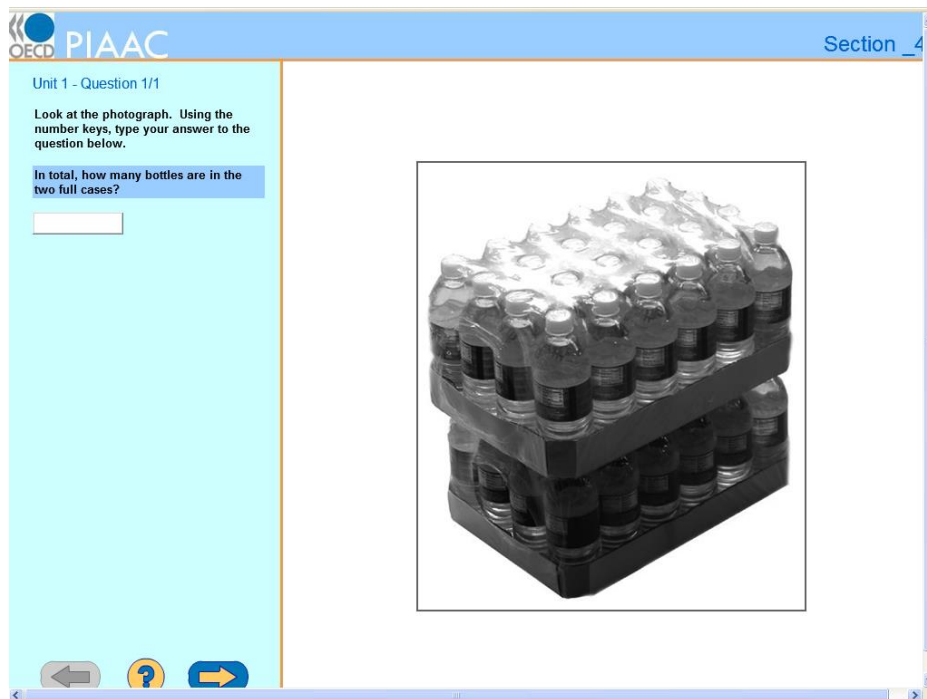 OECD PIAAC
Section _4
Unit 1 - Question 1/1
Look at the photograph. Using the
number keys, type your answer to the
question below.
In total, how many bottles are in the
two full cases?
?